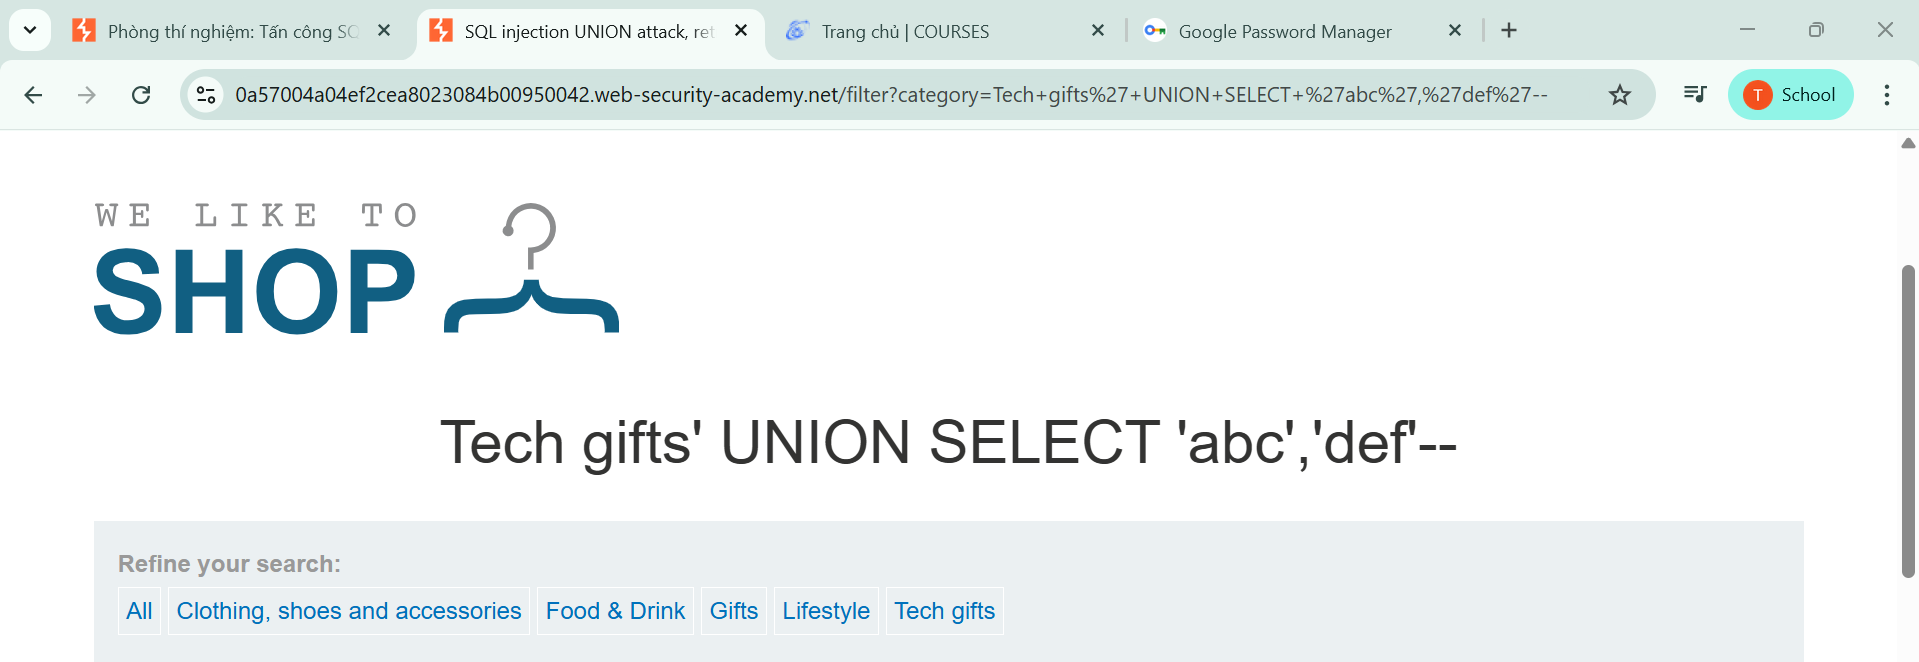 Phòng thí nghiệm: Tấn công SQ
SQL injection UNION attack, ret
Trang chủ | COURSES
Google Password Manager
0a57004a04ef2cea8023084b00950042.web-security-academy.net/filter?category=Tech+gifts%27+UNION+SELECT+%27abc%27,%27def%27--
T School
WE LIKE TO
SHOP
Tech gifts' UNION SELECT 'abc','def'--
Refine your search:
All Clothing, shoes and accessories Food & Drink Gifts Lifestyle Tech gifts